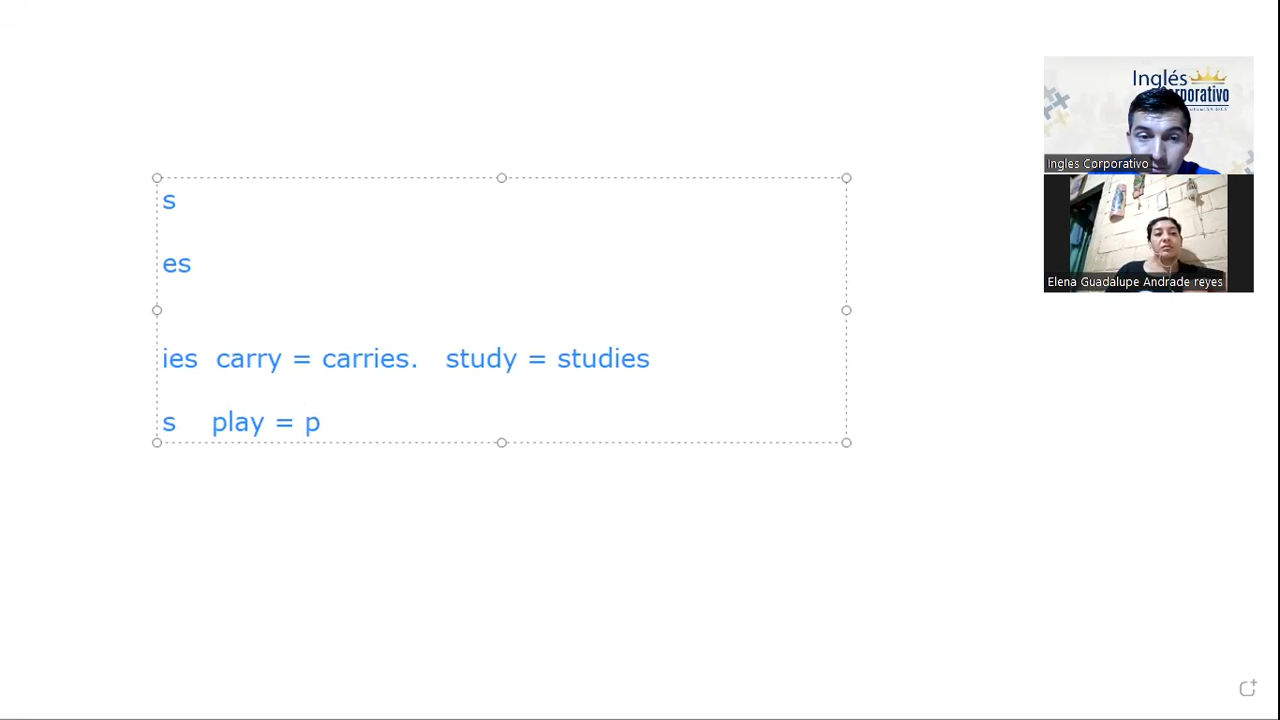 s
es
ies carry = carries. study = studies
s play = p
Inglés
Corporativo
Ingles Corporativo
Elena Guadalupe Andrade reyes